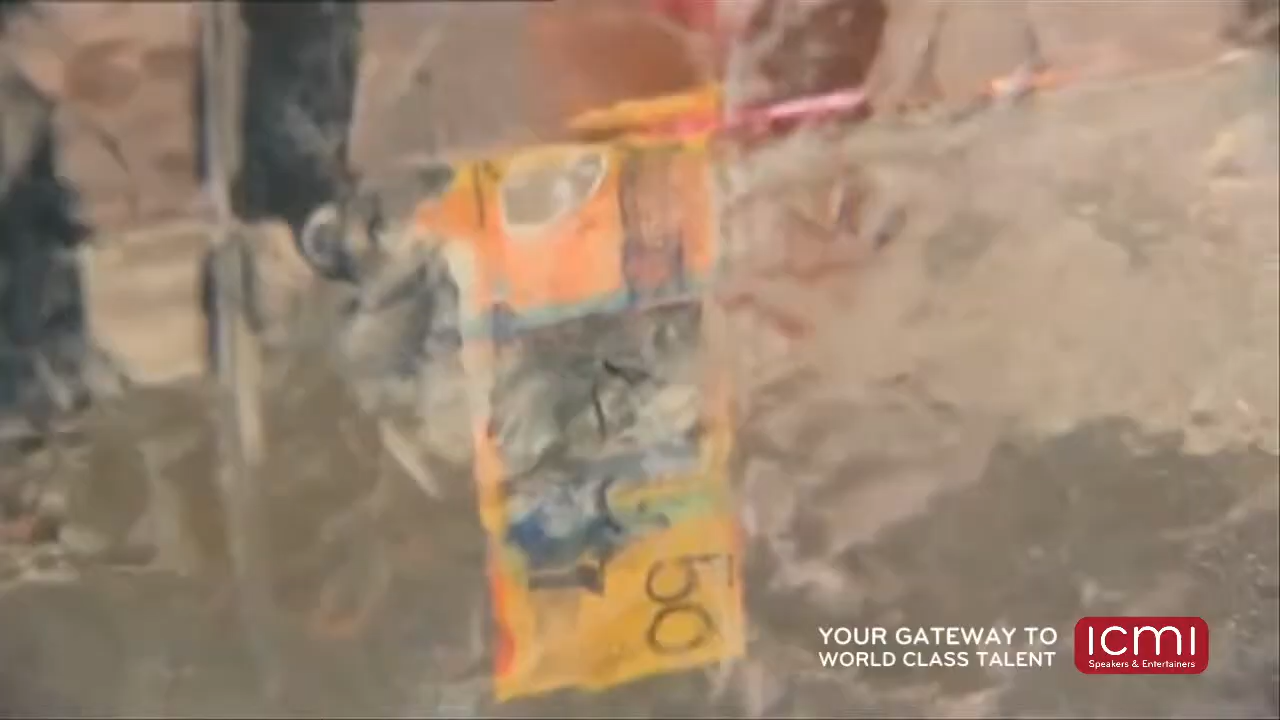 50
YOUR GATEWAY TO
WORLD CLASS TALENT
ICMI
Speakers & Entertainers